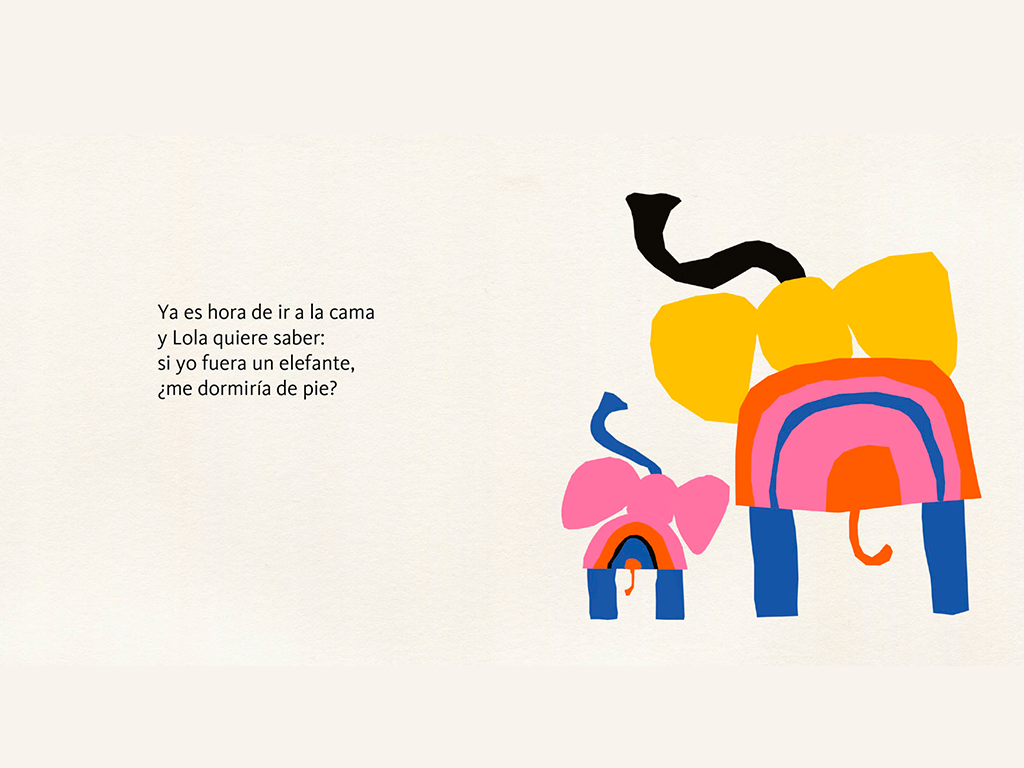 Ya es hora de ir a la cama
y Lola quiere saber:
si yo fuera un elefante,
¿me dormiría de pie?